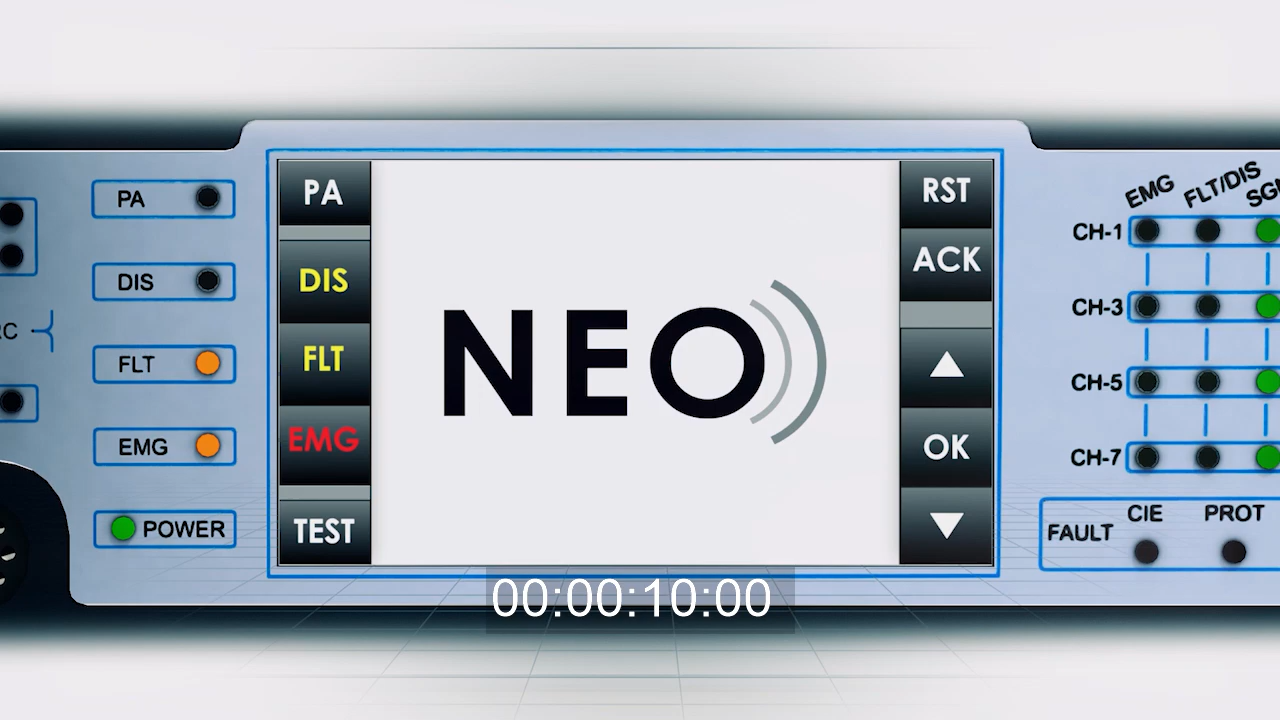 PA
DIS
FLT
EMG
POWER
PA
DIS
FLT
EMG
TEST
NEO
RST
ACK
OK
EMG FLT/DIS
CH-1
CH-3
CH-5
CH-7
FAULT CIE PROT
00:00:10:00